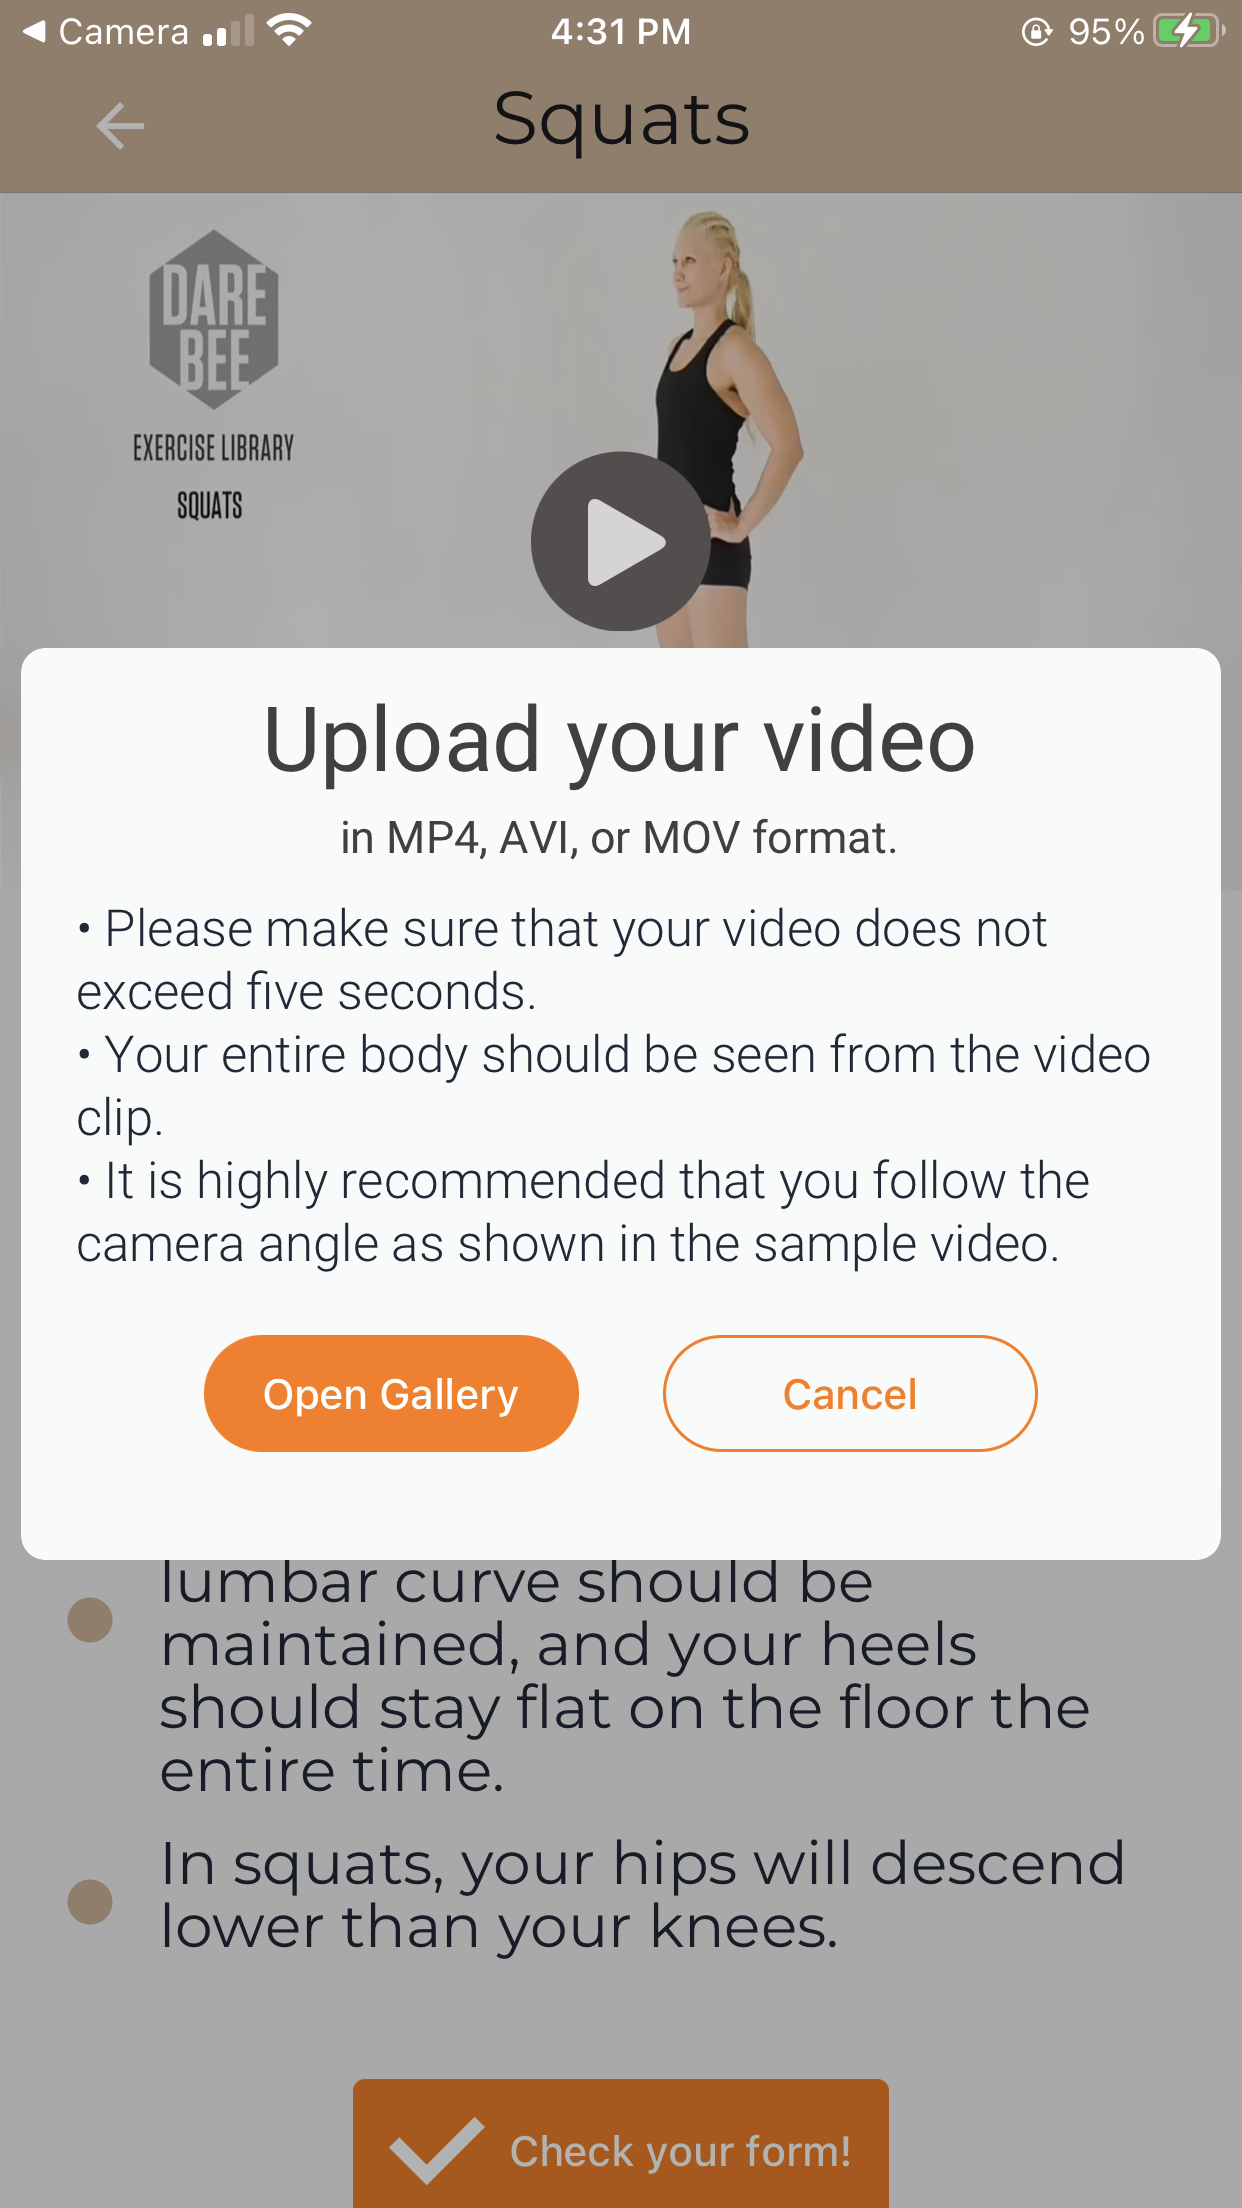 Camera
4:31 PM
95%
Squats
DARE
BEE
EXERCISE LIBRARY
SQUATS
Upload your video
in MP4, AVI, or MOV format.
• Please make sure that your video does not
exceed five seconds.
• Your entire body should be seen from the video
clip.
• It is highly recommended that you follow the
camera angle as shown in the sample video.
Open Gallery
Cancel
lumbar curve should be
maintained, and your heels
should stay flat on the floor the
entire time.
In squats, your hips will descend
lower than your knees.
Check your form!